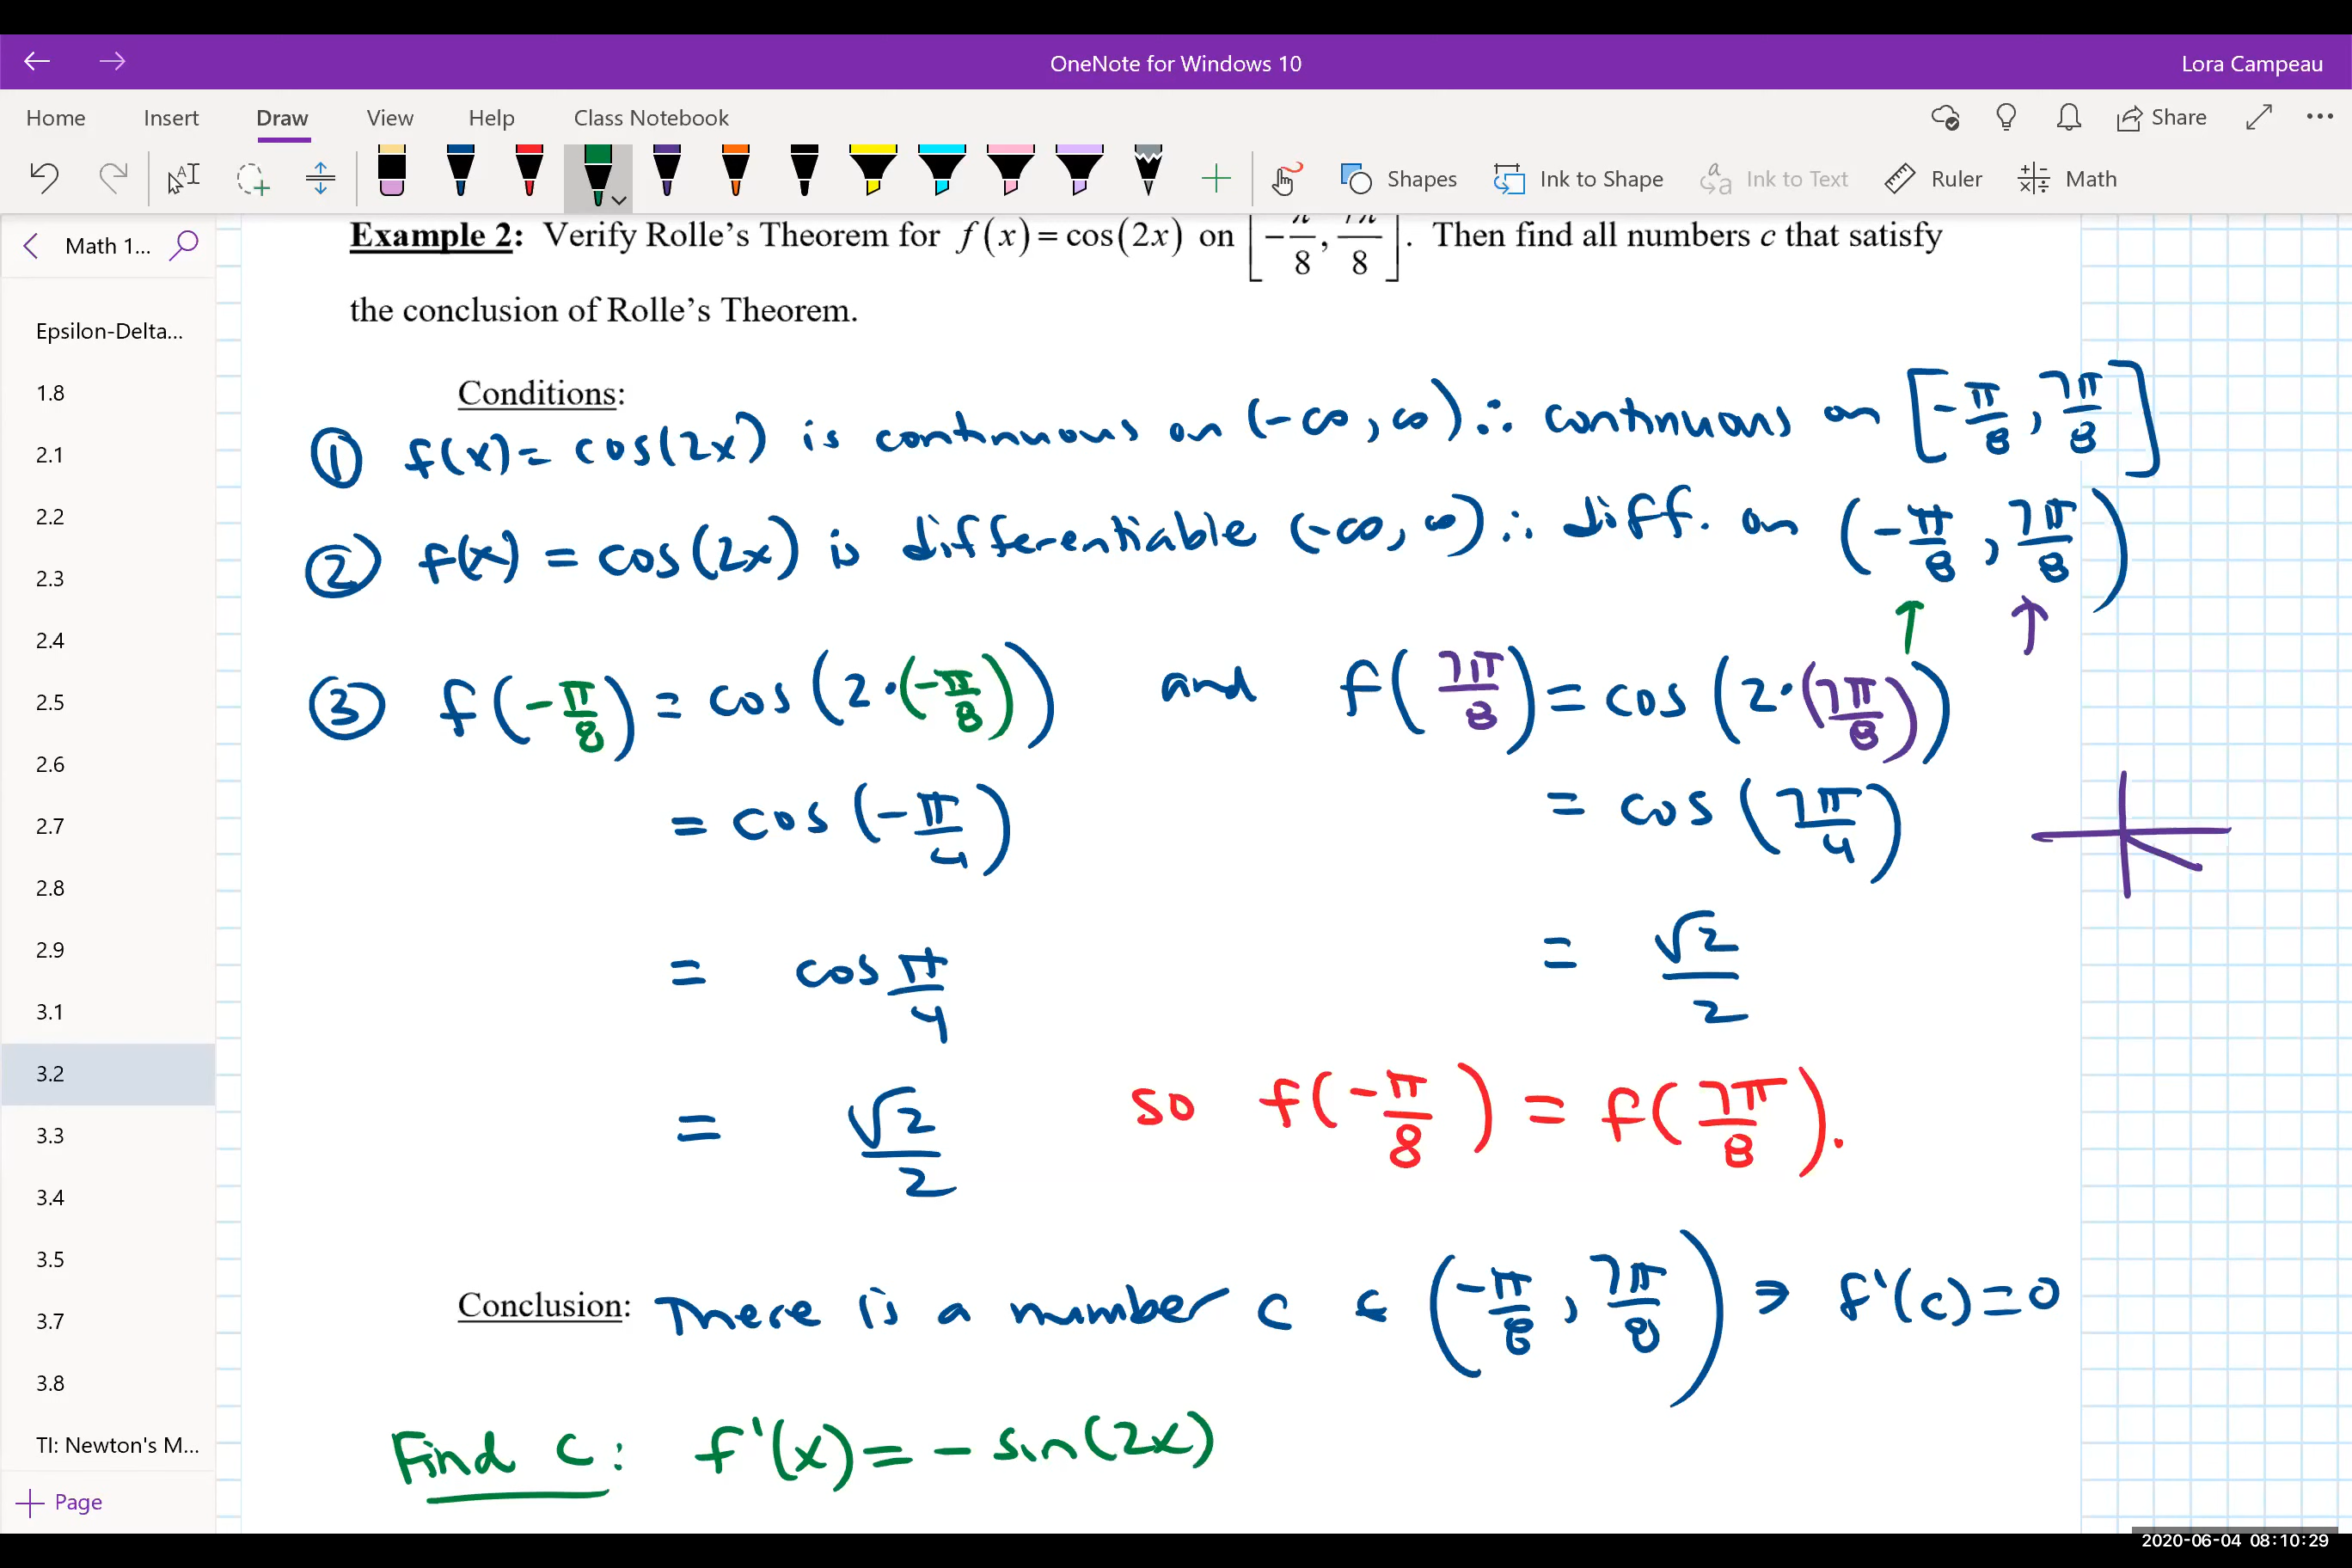 OneNote for Windows 10
Lora Campeau
Home Insert Draw View Help Class Notebook Share
Shapes Ink to Shape Ink to Text Ruler Math
Math 1...
Epsilon-Delta...
1.8
2.1
2.2
2.3
2.4
2.5
2.6
2.7
2.8
2.9
3.1
3.2
3.3
3.4
3.5
3.7
3.8
TI: Newton's M...
+ Page
Example 2: Verify Rolle's Theorem for f(x) = cos(2x) on [-π/8, 7π/8]. Then find all numbers c that satisfy
the conclusion of Rolle's Theorem.
Conditions:
① f(x) = cos(2x) is continuous on (-∞, ∞) ∴ continuous on [-π/8, 7π/8]
② f(x) = cos(2x) is differentiable (-∞, ∞) ∴ diff. on (-π/8, 7π/8)
③ f(-π/8) = cos(2·(-π/8)) and f(7π/8) = cos(2·(7π/8))
= cos(-π/4) = cos(7π/4)
= cos π/4 = √2/2
= √2/2 so f(-π/8) = f(7π/8).
Conclusion: There is a number c ∈ (-π/8, 7π/8) ∋ f'(c) = 0
Find c: f'(x) = - sin(2x)
2020-06-04 08:10:29